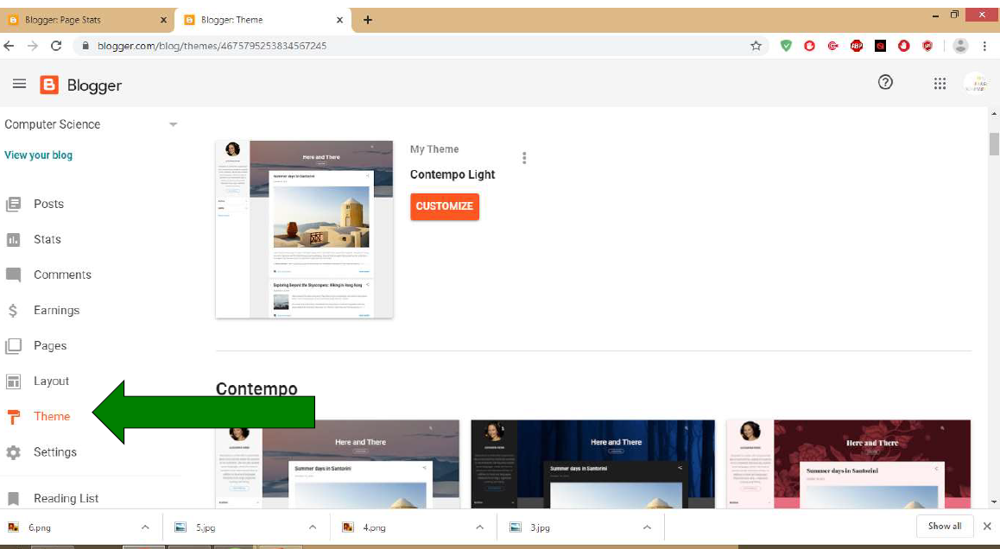 Blogger: Page Stats
Blogger: Theme
blogger.com/blog/themes/4675795253834567245
ABP
Blogger
Computer Science
View your blog
Posts
Stats
Comments
Earnings
Pages
Layout
Theme
Settings
Reading List
Here and There
Summer days in Santorini
Exploring Beyond the Skyscrapers: Hiking in Hong Kong
My Theme
Contempo Light
CUSTOMIZE
Contempo
Here and There
Summer days in Santorini
Here and There
Summer days in Santorini
Here and There
Summer days in Santorini
6.png
5.jpg
4.png
3.jpg
Show all